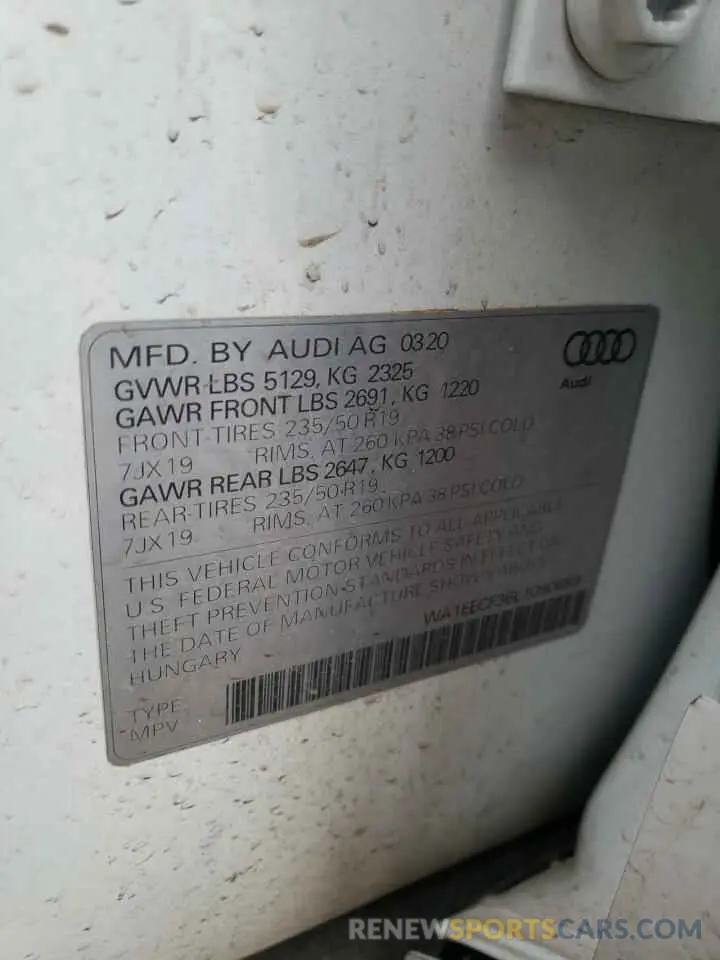 MFD. BY AUDI AG 03.20
GVWR LBS 5129, KG 2325
GAWR FRONT LBS 2691, KG 1220
FRONT-TIRES 235/50 R19
7JX19 RIMS, AT 260 KPA 38 PSI COLD
GAWR REAR LBS 2647, KG 1200
REAR-TIRES 235/50 R19
7JX19 RIMS, AT 260 KPA 38 PSI COLD
Audi
THIS VEHICLE CONFORMS TO ALL APPLICABLE
U.S. FEDERAL MOTOR VEHICLE SAFETY AND
THEFT PREVENTION-STANDARDS IN EFFECT ON
THE DATE OF MANUFACTURE SHOWN.
HUNGARY
TYPE
MPV
RENEWSPORTSCARS.COM